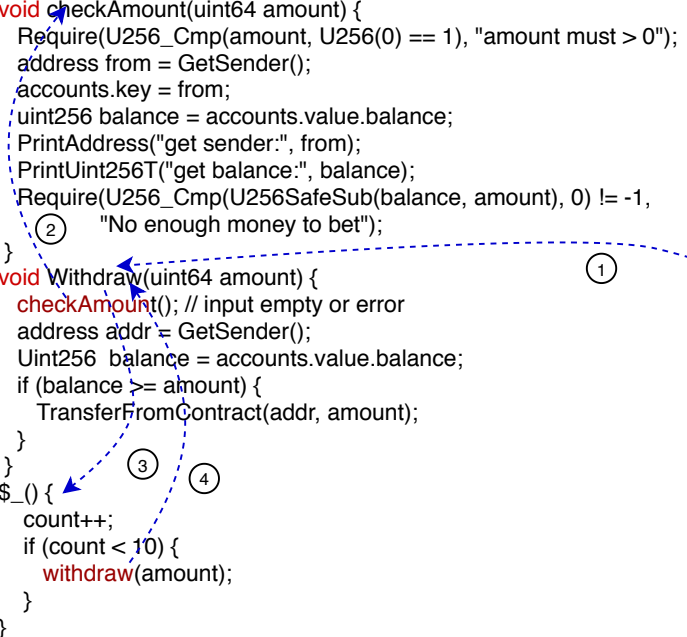 void checkAmount(uint64 amount) {
Require(U256_Cmp(amount, U256(0) == 1), "amount must > 0");
address from = GetSender();
accounts.key = from;
uint256 balance = accounts.value.balance;
PrintAddress("get sender:", from);
PrintUint256T("get balance:", balance);
Require(U256_Cmp(U256SafeSub(balance, amount), 0) != -1,
2 "No enough money to bet");
}
1
void Withdraw(uint64 amount) {
checkAmount(); // input empty or error
address addr = GetSender();
Uint256 balance = accounts.value.balance;
if (balance >= amount) {
TransferFromContract(addr, amount);
}
}
3 4
$_() {
count++;
if (count < 10) {
withdraw(amount);
}
}